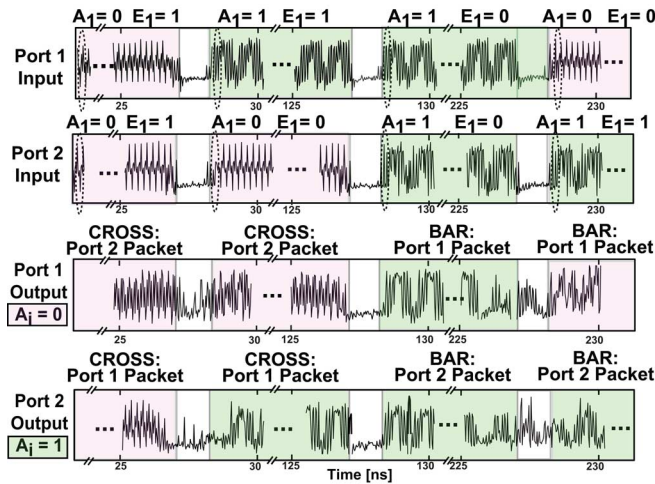 A1= 0 E1= 1 A1= 1 E1= 1 A1= 1 E1= 0 A1= 0 E1= 0
Port 1
Input
25 30 125 130 225 230
A1= 0 E1= 1 A1= 0 E1= 0 A1= 1 E1= 0 A1= 1 E1= 1
Port 2
Input
25 30 125 130 225 230
CROSS: CROSS: BAR: BAR:
Port 2 Packet Port 2 Packet Port 1 Packet Port 1 Packet
Port 1
Output
Ai = 0
25 30 125 130 225 230
CROSS: CROSS: BAR: BAR:
Port 1 Packet Port 1 Packet Port 2 Packet Port 2 Packet
Port 2
Output
Ai = 1
25 30 125 130 225 230
Time [ns]